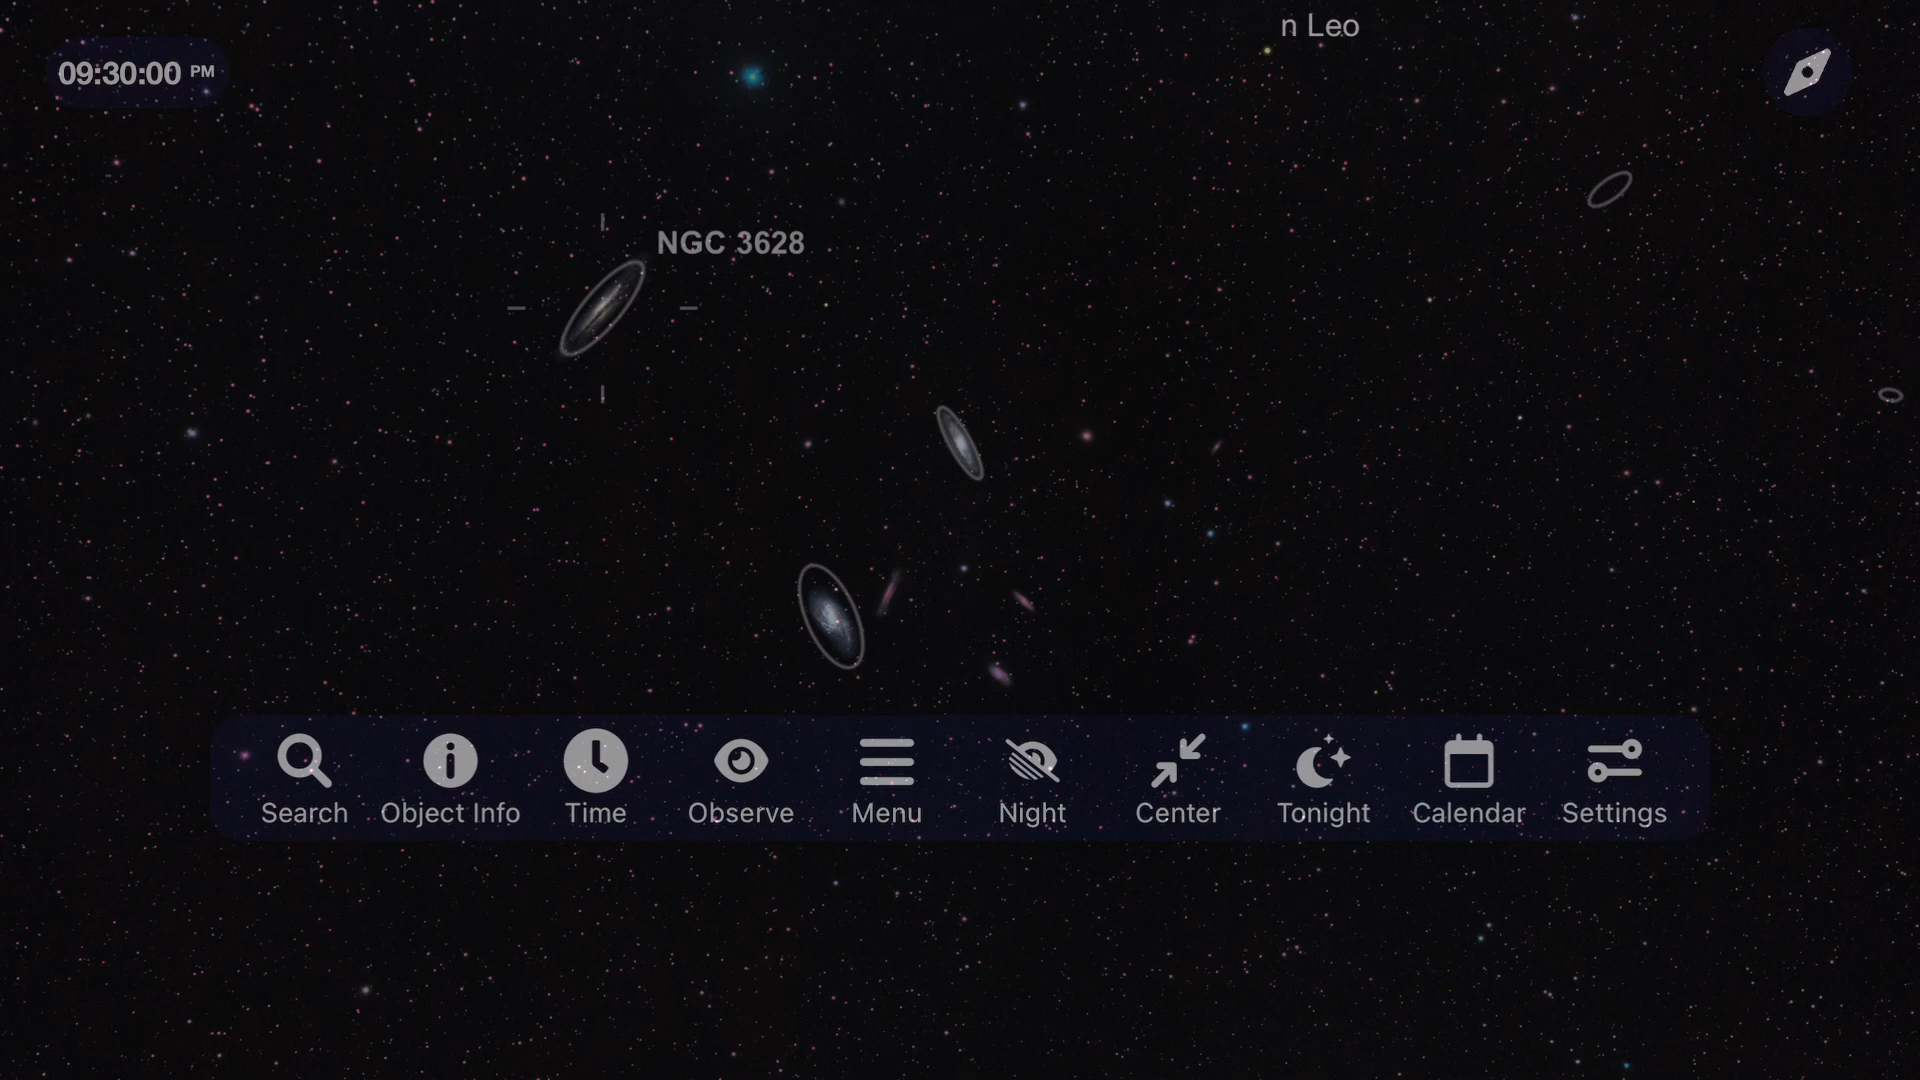 n Leo
09:30:00 PM
NGC 3628
Search
Object Info
Time
Observe
Menu
Night
Center
Tonight
Calendar
Settings